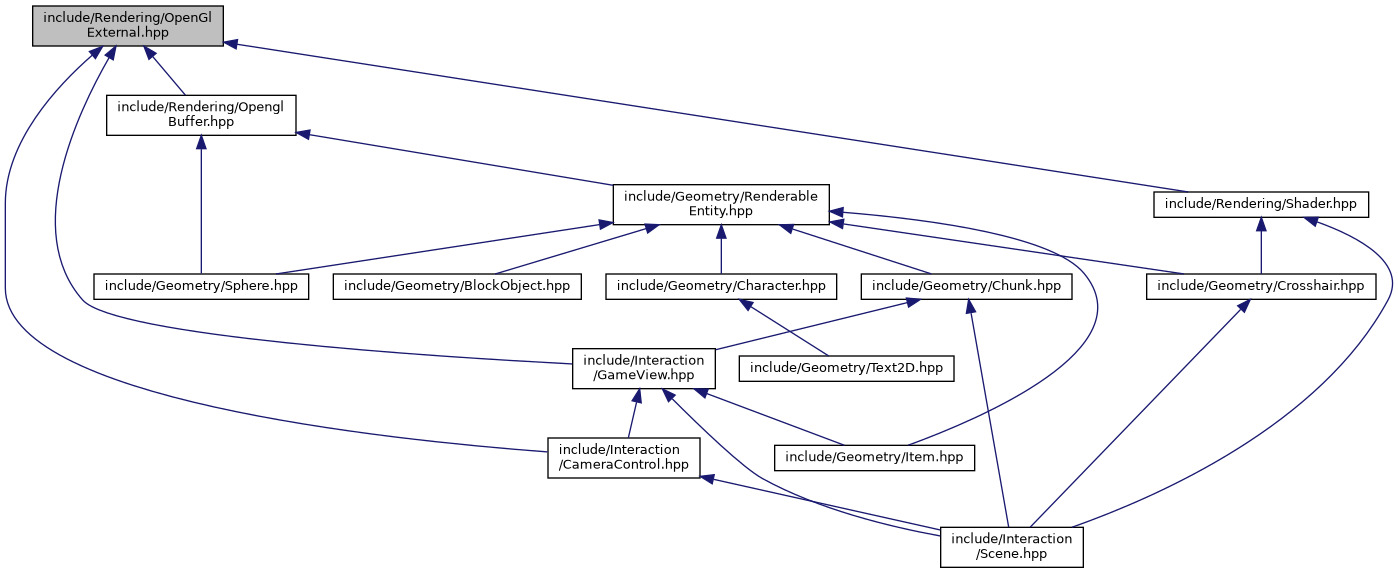 include/Rendering/OpenGl
External.hpp
include/Rendering/Opengl
Buffer.hpp
include/Geometry/Renderable
Entity.hpp
include/Rendering/Shader.hpp
include/Geometry/Sphere.hpp
include/Geometry/BlockObject.hpp
include/Geometry/Character.hpp
include/Geometry/Chunk.hpp
include/Geometry/Crosshair.hpp
include/Interaction
/GameView.hpp
include/Geometry/Text2D.hpp
include/Interaction
/CameraControl.hpp
include/Geometry/Item.hpp
include/Interaction
/Scene.hpp